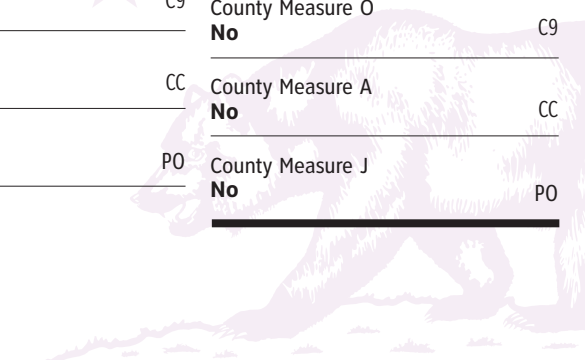 C9
CC
PO
County Measure O
No C9
County Measure A
No CC
County Measure J
No PO